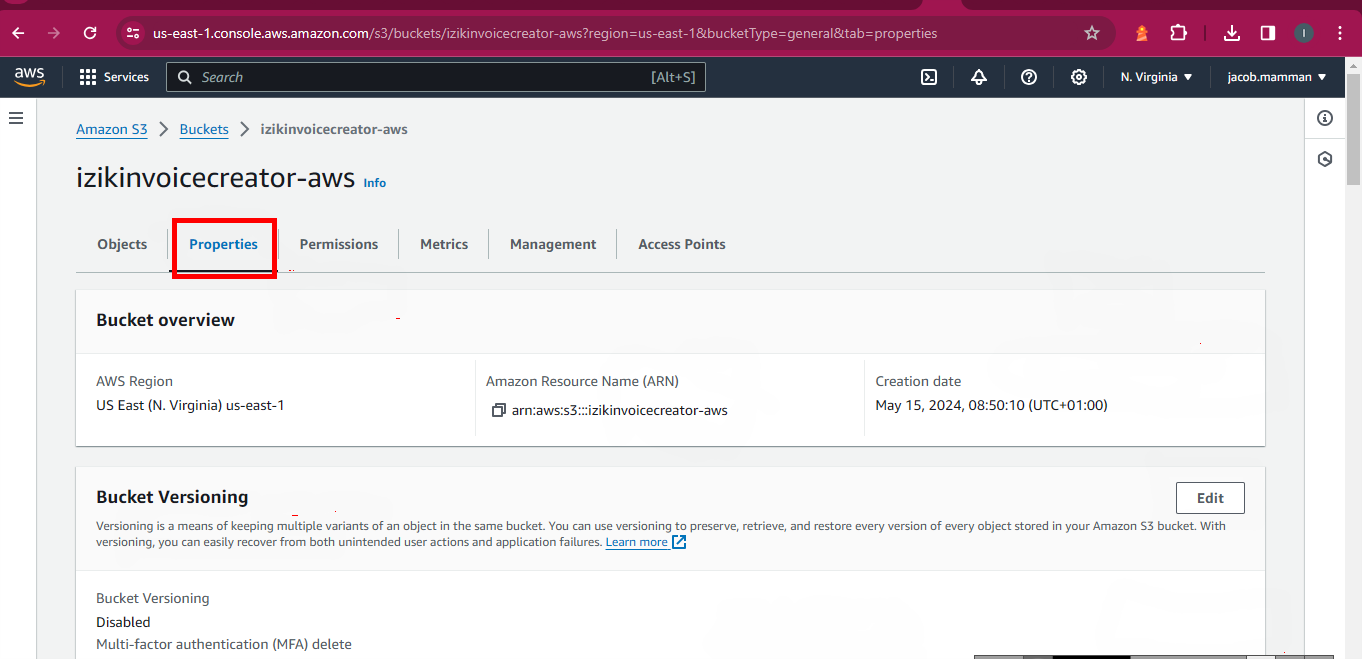 us-east-1.console.aws.amazon.com/s3/buckets/izikinvoicecreator-aws?region=us-east-1&bucketType=general&tab=properties
I
aws Services Search [Alt+S] N. Virginia jacob.mamman
Amazon S3 Buckets izikinvoicecreator-aws
izikinvoicecreator-aws Info
Objects Properties Permissions Metrics Management Access Points
Bucket overview
AWS Region
US East (N. Virginia) us-east-1
Amazon Resource Name (ARN)
arn:aws:s3:::izikinvoicecreator-aws
Creation date
May 15, 2024, 08:50:10 (UTC+01:00)
Bucket Versioning
Edit
Versioning is a means of keeping multiple variants of an object in the same bucket. You can use versioning to preserve, retrieve, and restore every version of every object stored in your Amazon S3 bucket. With
versioning, you can easily recover from both unintended user actions and application failures. Learn more
Bucket Versioning
Disabled
Multi-factor authentication (MFA) delete